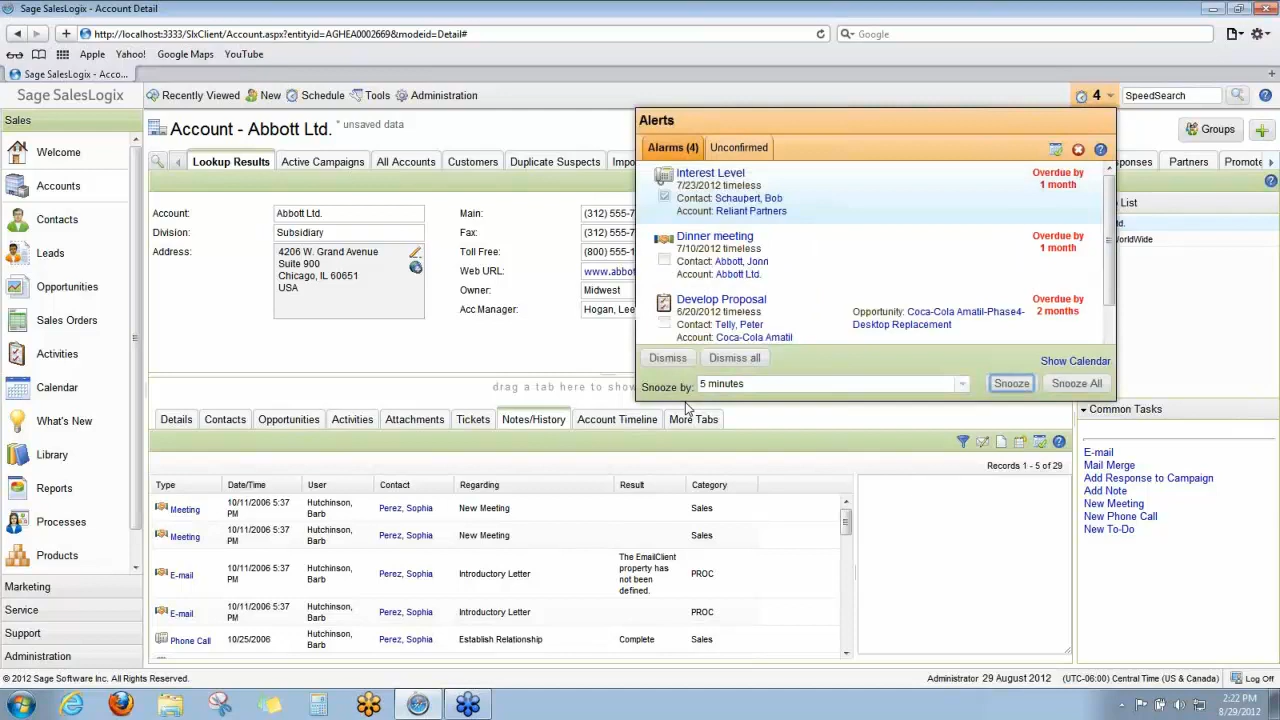 Sage SalesLogix - Account Detail
http://localhost:3333/SlxClient/Account.aspx?entityid=AGHEA0002669&modeid=Detail#
Google
Apple Yahoo! Google Maps YouTube
Sage SalesLogix - Acco...
Sage SalesLogix
Recently Viewed New Schedule Tools Administration
4
SpeedSearch
Sales
Welcome
Accounts
Contacts
Leads
Opportunities
Sales Orders
Activities
Calendar
What's New
Library
Reports
Processes
Products
Marketing
Service
Support
Administration
Account - Abbott Ltd. * unsaved data
Groups
Lookup Results Active Campaigns All Accounts Customers Duplicate Suspects Impo
ponses Partners Promote
Account: Abbott Ltd.
Division: Subsidiary
Address: 4206 W. Grand Avenue
Suite 900
Chicago, IL 60651
USA
Main: (312) 555-7
Fax: (312) 555-7
Toll Free: (800) 555-1
Web URL: www.abbot
Owner: Midwest
Acc Manager: Hogan, Lee
List
d.
WorldWide
Alerts
Alarms (4) Unconfirmed
Interest Level
7/23/2012 timeless
Contact: Schaupert, Bob
Account: Reliant Partners
Overdue by
1 month
Dinner meeting
7/10/2012 timeless
Contact: Abbott, John
Account: Abbott Ltd.
Overdue by
1 month
Develop Proposal
6/20/2012 timeless
Contact: Telly, Peter
Account: Coca-Cola Amatil
Opportunity: Coca-Cola Amatil-Phase4-
Desktop Replacement
Overdue by
2 months
Dismiss Dismiss all
Show Calendar
Snooze by: 5 minutes
Snooze Snooze All
drag a tab here to show
Details Contacts Opportunities Activities Attachments Tickets Notes/History Account Timeline More Tabs
Records 1 - 5 of 29
Type Date/Time User Contact Regarding Result Category
Meeting 10/11/2006 5:37 PM Hutchinson, Barb Perez, Sophia New Meeting Sales
Meeting 10/11/2006 5:37 PM Hutchinson, Barb Perez, Sophia New Meeting Sales
E-mail 10/11/2006 5:37 PM Hutchinson, Barb Perez, Sophia Introductory Letter The EmailClient property has not been defined. PROC
E-mail 10/11/2006 5:37 PM Hutchinson, Barb Perez, Sophia Introductory Letter PROC
Phone Call 10/25/2006 Hutchinson, Barb Perez, Sophia Establish Relationship Complete Sales
Common Tasks
E-mail
Mail Merge
Add Response to Campaign
Add Note
New Meeting
New Phone Call
New To-Do
© 2012 Sage Software Inc. All Rights Reserved.
Administrator 29 August 2012 (UTC-06:00) Central Time (US & Canada) Log Off
2:22 PM
8/29/2012